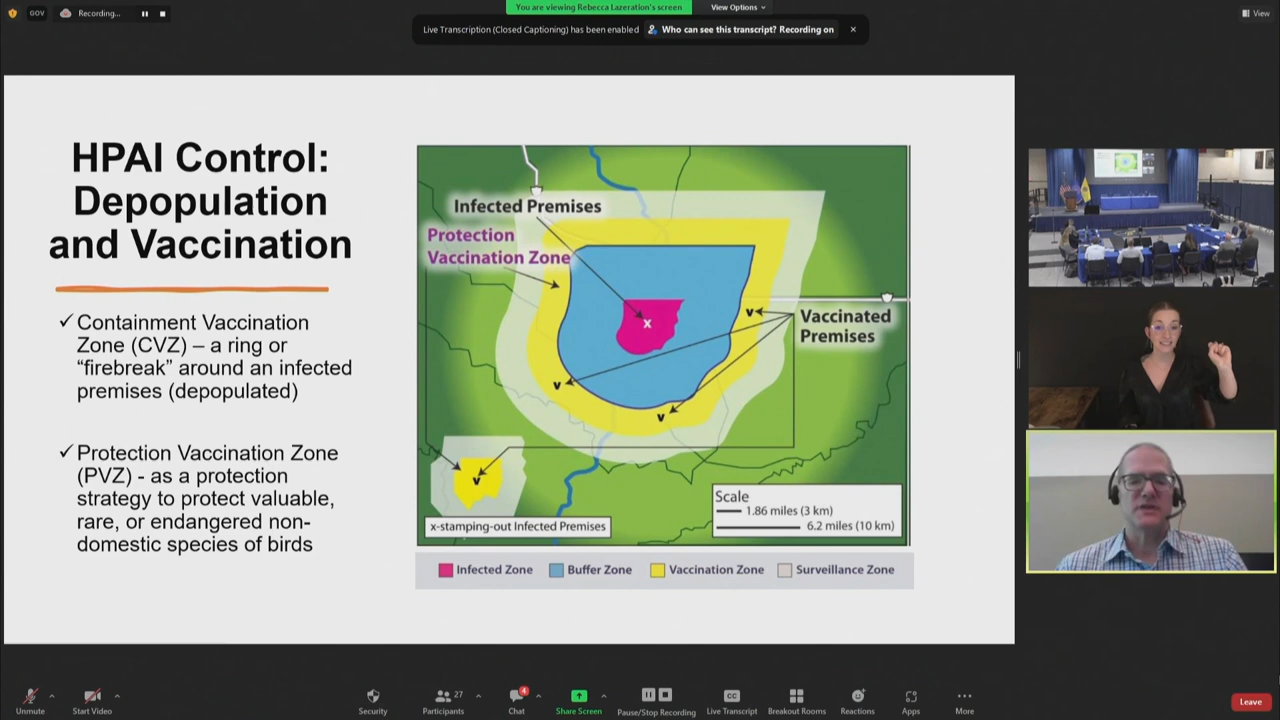 GOV
Recording...
You are viewing Rebecca Lazeration's screen
View Options
View
Live Transcription (Closed Captioning) has been enabled
Who can see this transcript? Recording on
HPAI Control:
Depopulation
and Vaccination
✓Containment Vaccination
Zone (CVZ) – a ring or
“firebreak” around an infected
premises (depopulated)
✓Protection Vaccination Zone
(PVZ) - as a protection
strategy to protect valuable,
rare, or endangered non-
domestic species of birds
Infected Premises
Protection
Vaccination Zone
x
v
v
v
v
Vaccinated
Premises
x-stamping-out Infected Premises
Scale
1.86 miles (3 km)
6.2 miles (10 km)
Infected Zone
Buffer Zone
Vaccination Zone
Surveillance Zone
Unmute
Start Video
Security
27
Participants
4
Chat
Share Screen
Pause/Stop Recording
CC
Live Transcript
Breakout Rooms
Reactions
Apps
More
Leave